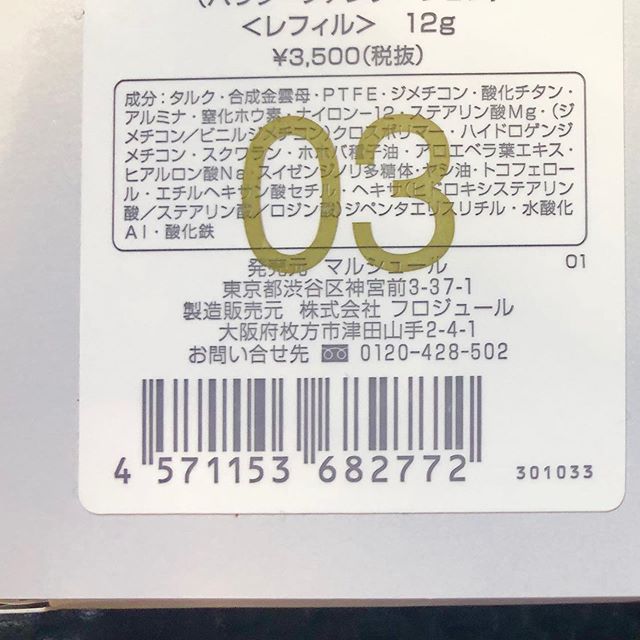 (パウダーファンデーション)
<レフィル> 12g
¥3,500(税抜)
成分:タルク・合成金雲母・PTFE・ジメチコン・酸化チタン・
アルミナ・窒化ホウ素・ナイロン-12・ステアリン酸Mg・(ジ
メチコン/ビニルジメチコン)クロスポリマー・ハイドロゲンジ
メチコン・スクワラン・ホホバ種子油・アロエベラ葉エキス・
ヒアルロン酸Na・スイゼンジノリ多糖体・ヤシ油・トコフェロー
ル・エチルヘキサン酸セチル・ヘキサ(ヒドロキシステアリン
酸/ステアリン酸/ロジン酸)ジペンタエリスリチル・水酸化
Al・酸化鉄
03
01
発売元 マルシュール
東京都渋谷区神宮前3-37-1
製造販売元 株式会社 フロジュール
大阪府枚方市津田山手2-4-1
お問い合せ先 0120-428-502
4 571153 682772
301033